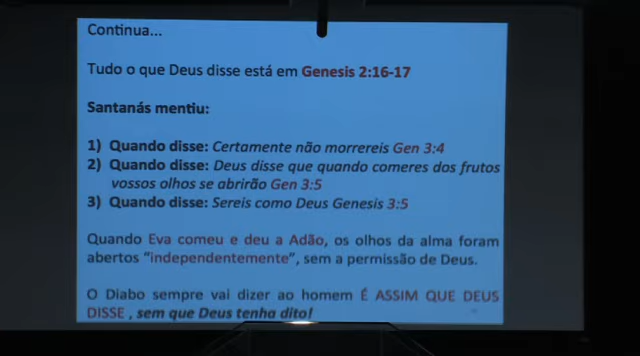 Continua...
Tudo o que Deus disse está em Genesis 2:16-17
Santanás mentiu:
1) Quando disse: Certamente não morrereis Gen 3:4
2) Quando disse: Deus disse que quando comeres dos frutos
vossos olhos se abrirão Gen 3:5
3) Quando disse: Sereis como Deus Genesis 3:5
Quando Eva comeu e deu a Adão, os olhos da alma foram
abertos “independentemente”, sem a permissão de Deus.
O Diabo sempre vai dizer ao homem É ASSIM QUE DEUS
DISSE , sem que Deus tenha dito!